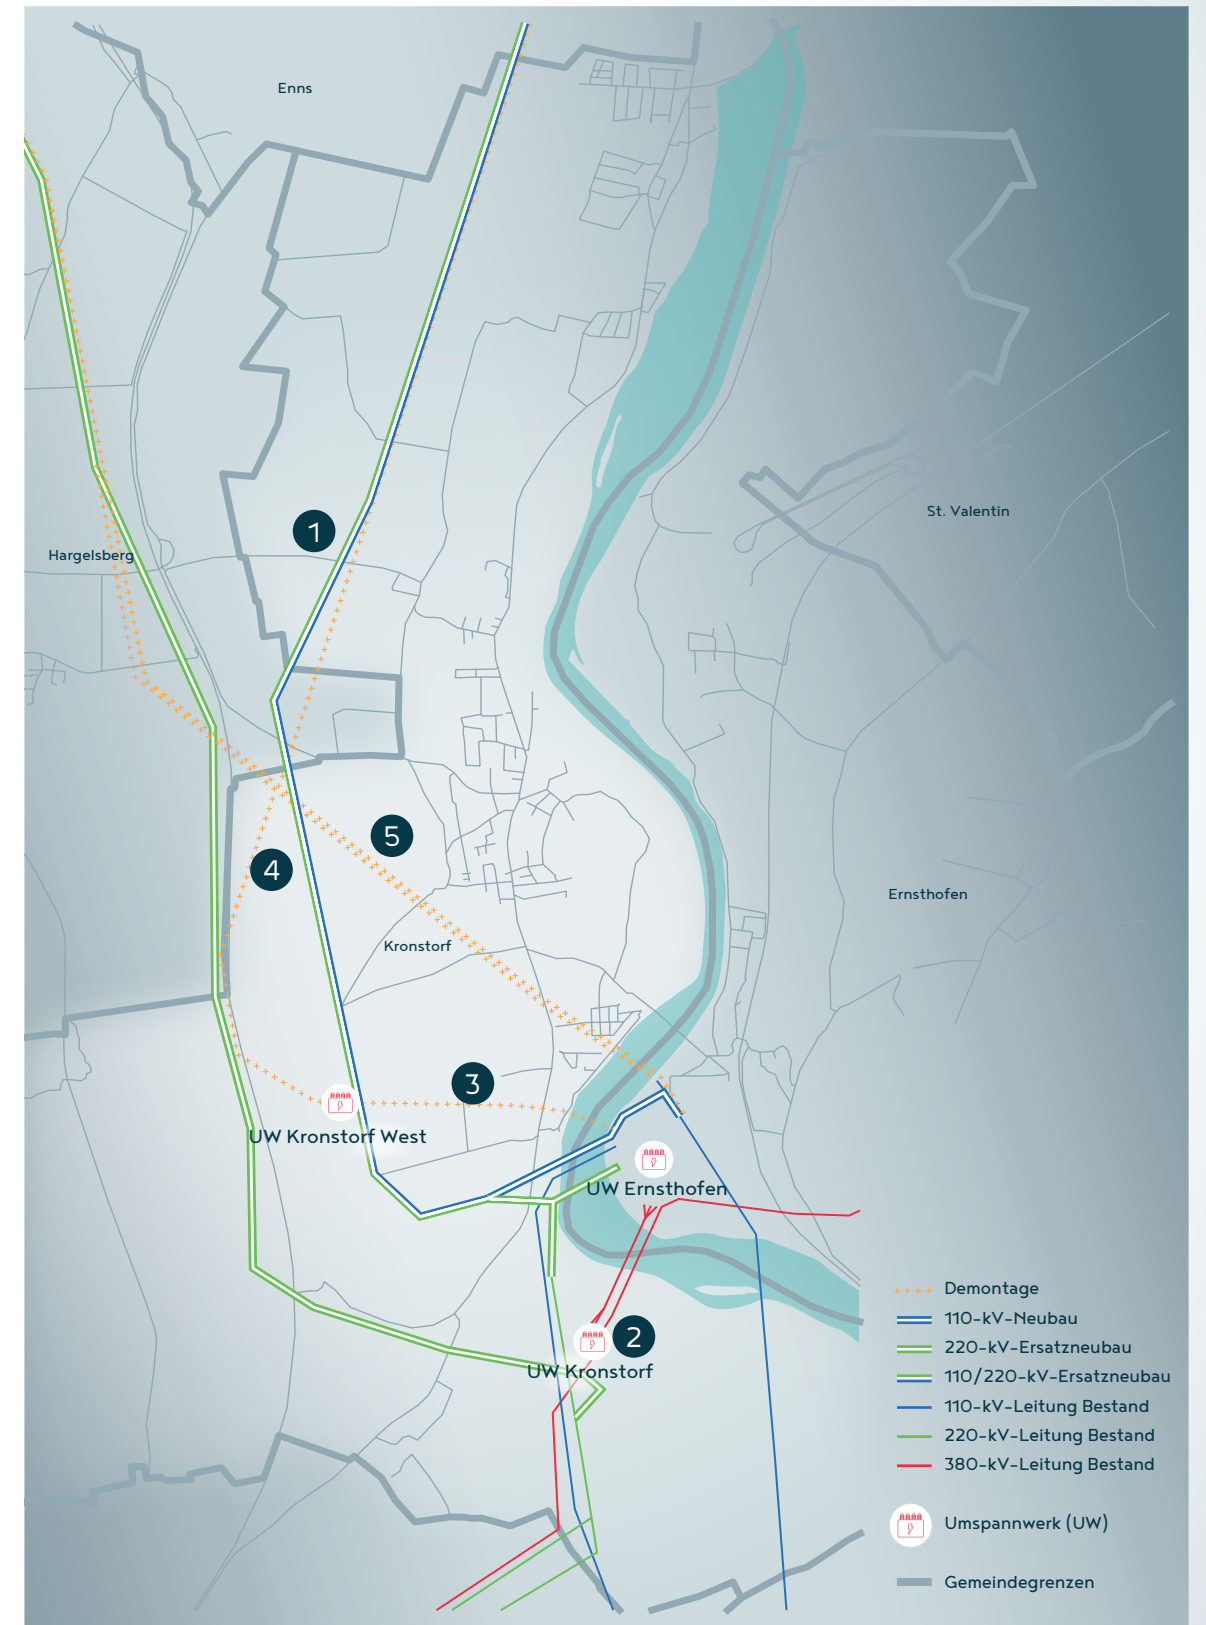 Enns
St. Valentin
1
Hargelsberg
5
4
Ernsthofen
Kronstorf
3
UW Kronstorf West
UW Ernsthofen
2
UW Kronstorf
Demontage
110-kV-Neubau
220-kV-Ersatzneubau
110/220-kV-Ersatzneubau
110-kV-Leitung Bestand
220-kV-Leitung Bestand
380-kV-Leitung Bestand
Umspannwerk (UW)
Gemeindegrenzen